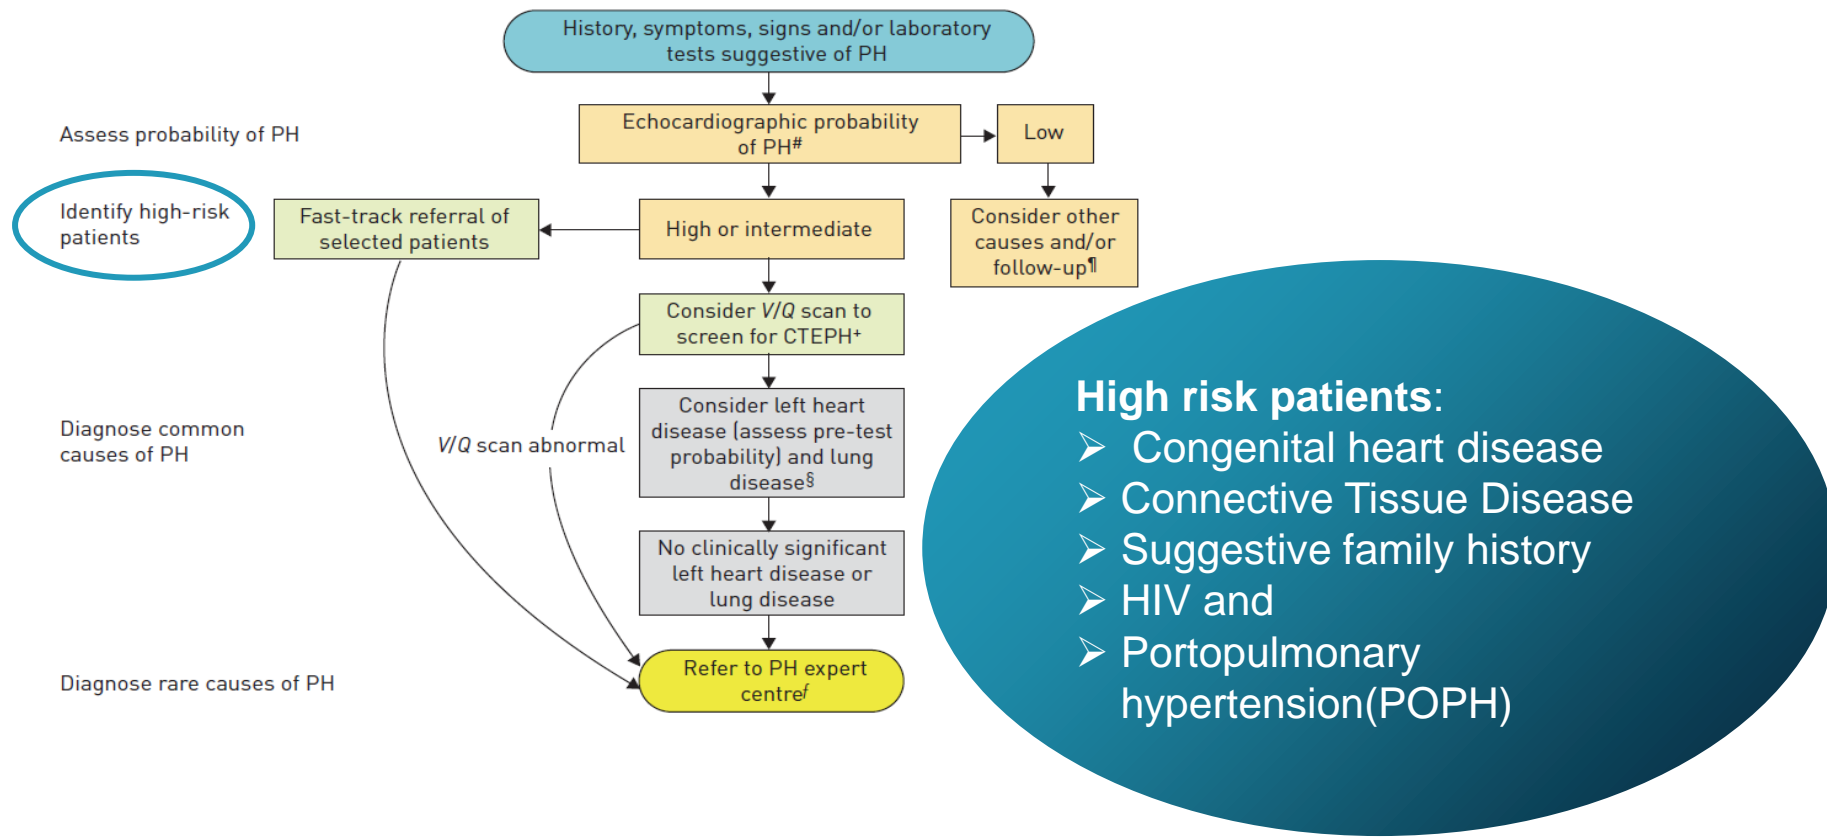 History, symptoms, signs and/or laboratory
tests suggestive of PH
Assess probability of PH
Echocardiographic probability
of PH#
Low
Identify high-risk
patients
Fast-track referral of
selected patients
High or intermediate
Consider other
causes and/or
follow-up¶
Consider V/Q scan to
screen for CTEPH+
Diagnose common
causes of PH
V/Q scan abnormal
Consider left heart
disease (assess pre-test
probability) and lung
disease§
No clinically significant
left heart disease or
lung disease
Diagnose rare causes of PH
Refer to PH expert
centreƒ
High risk patients:
➢ Congenital heart disease
➢ Connective Tissue Disease
➢ Suggestive family history
➢ HIV and
➢ Portopulmonary
hypertension(POPH)